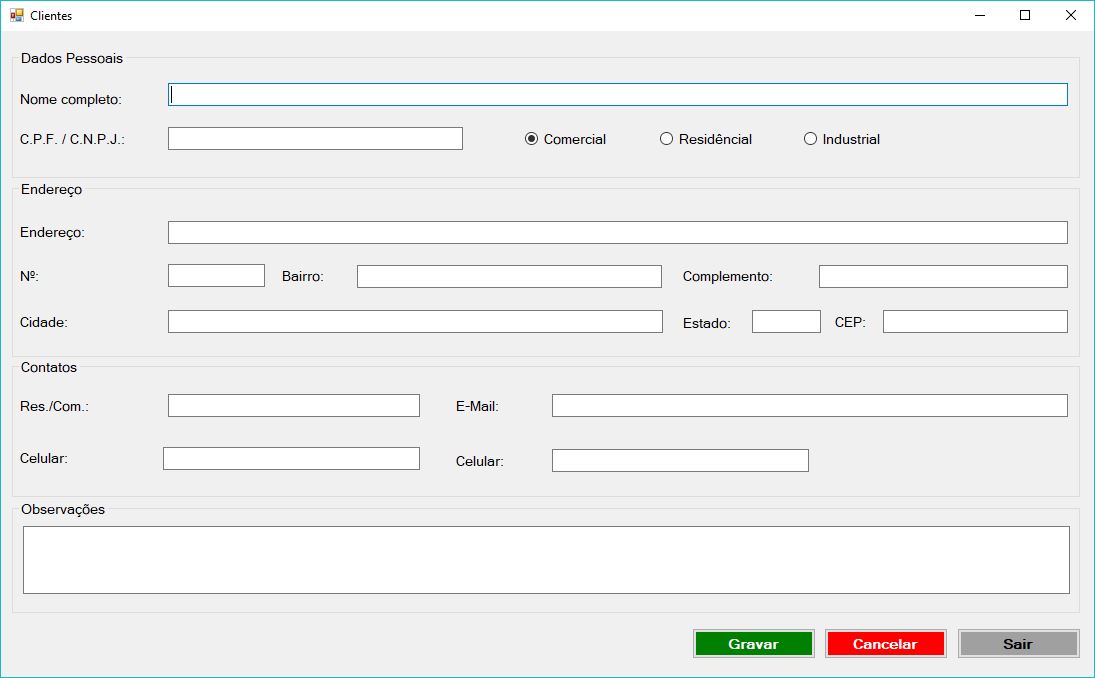 Clientes
Dados Pessoais
Nome completo:
C.P.F. / C.N.P.J.: Comercial Residêncial Industrial
Endereço
Endereço:
Nº: Bairro: Complemento:
Cidade: Estado: CEP:
Contatos
Res./Com.: E-Mail:
Celular: Celular:
Observações
Gravar Cancelar Sair